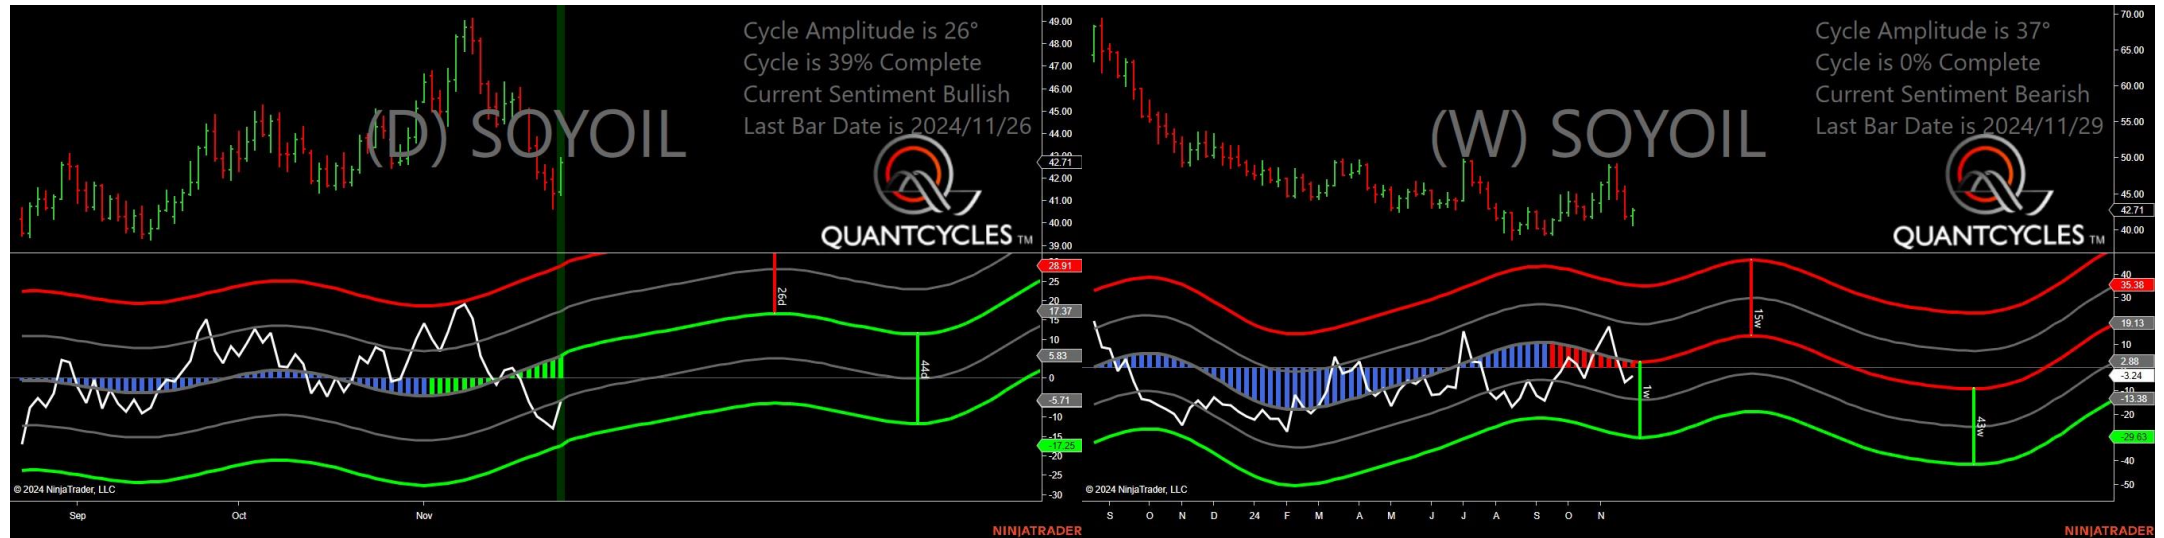 Cycle Amplitude is 26°
Cycle is 39% Complete
Current Sentiment Bullish
Last Bar Date is 2024/11/26
(D) SOYOIL
QUANTCYCLES TM
49.00
48.00
47.00
46.00
45.00
44.00
43.00
42.71
42.00
41.00
40.00
39.00
26d
44d
28.91
25
20
17.37
15
10
5.83
0
-5.71
-10
-15
-17.25
-20
-25
-30
© 2024 NinjaTrader, LLC
Sep
Oct
Nov
NINJATRADER
Cycle Amplitude is 37°
Cycle is 0% Complete
Current Sentiment Bearish
Last Bar Date is 2024/11/29
(W) SOYOIL
QUANTCYCLES TM
70.00
65.00
60.00
55.00
50.00
45.00
42.71
40.00
15w
1w
43w
40
35.38
30
19.13
10
2.88
-3.24
-10
-13.38
-20
-29.63
-40
-50
© 2024 NinjaTrader, LLC
S O N D 24 F M A M J J A S O N
NINJATRADER